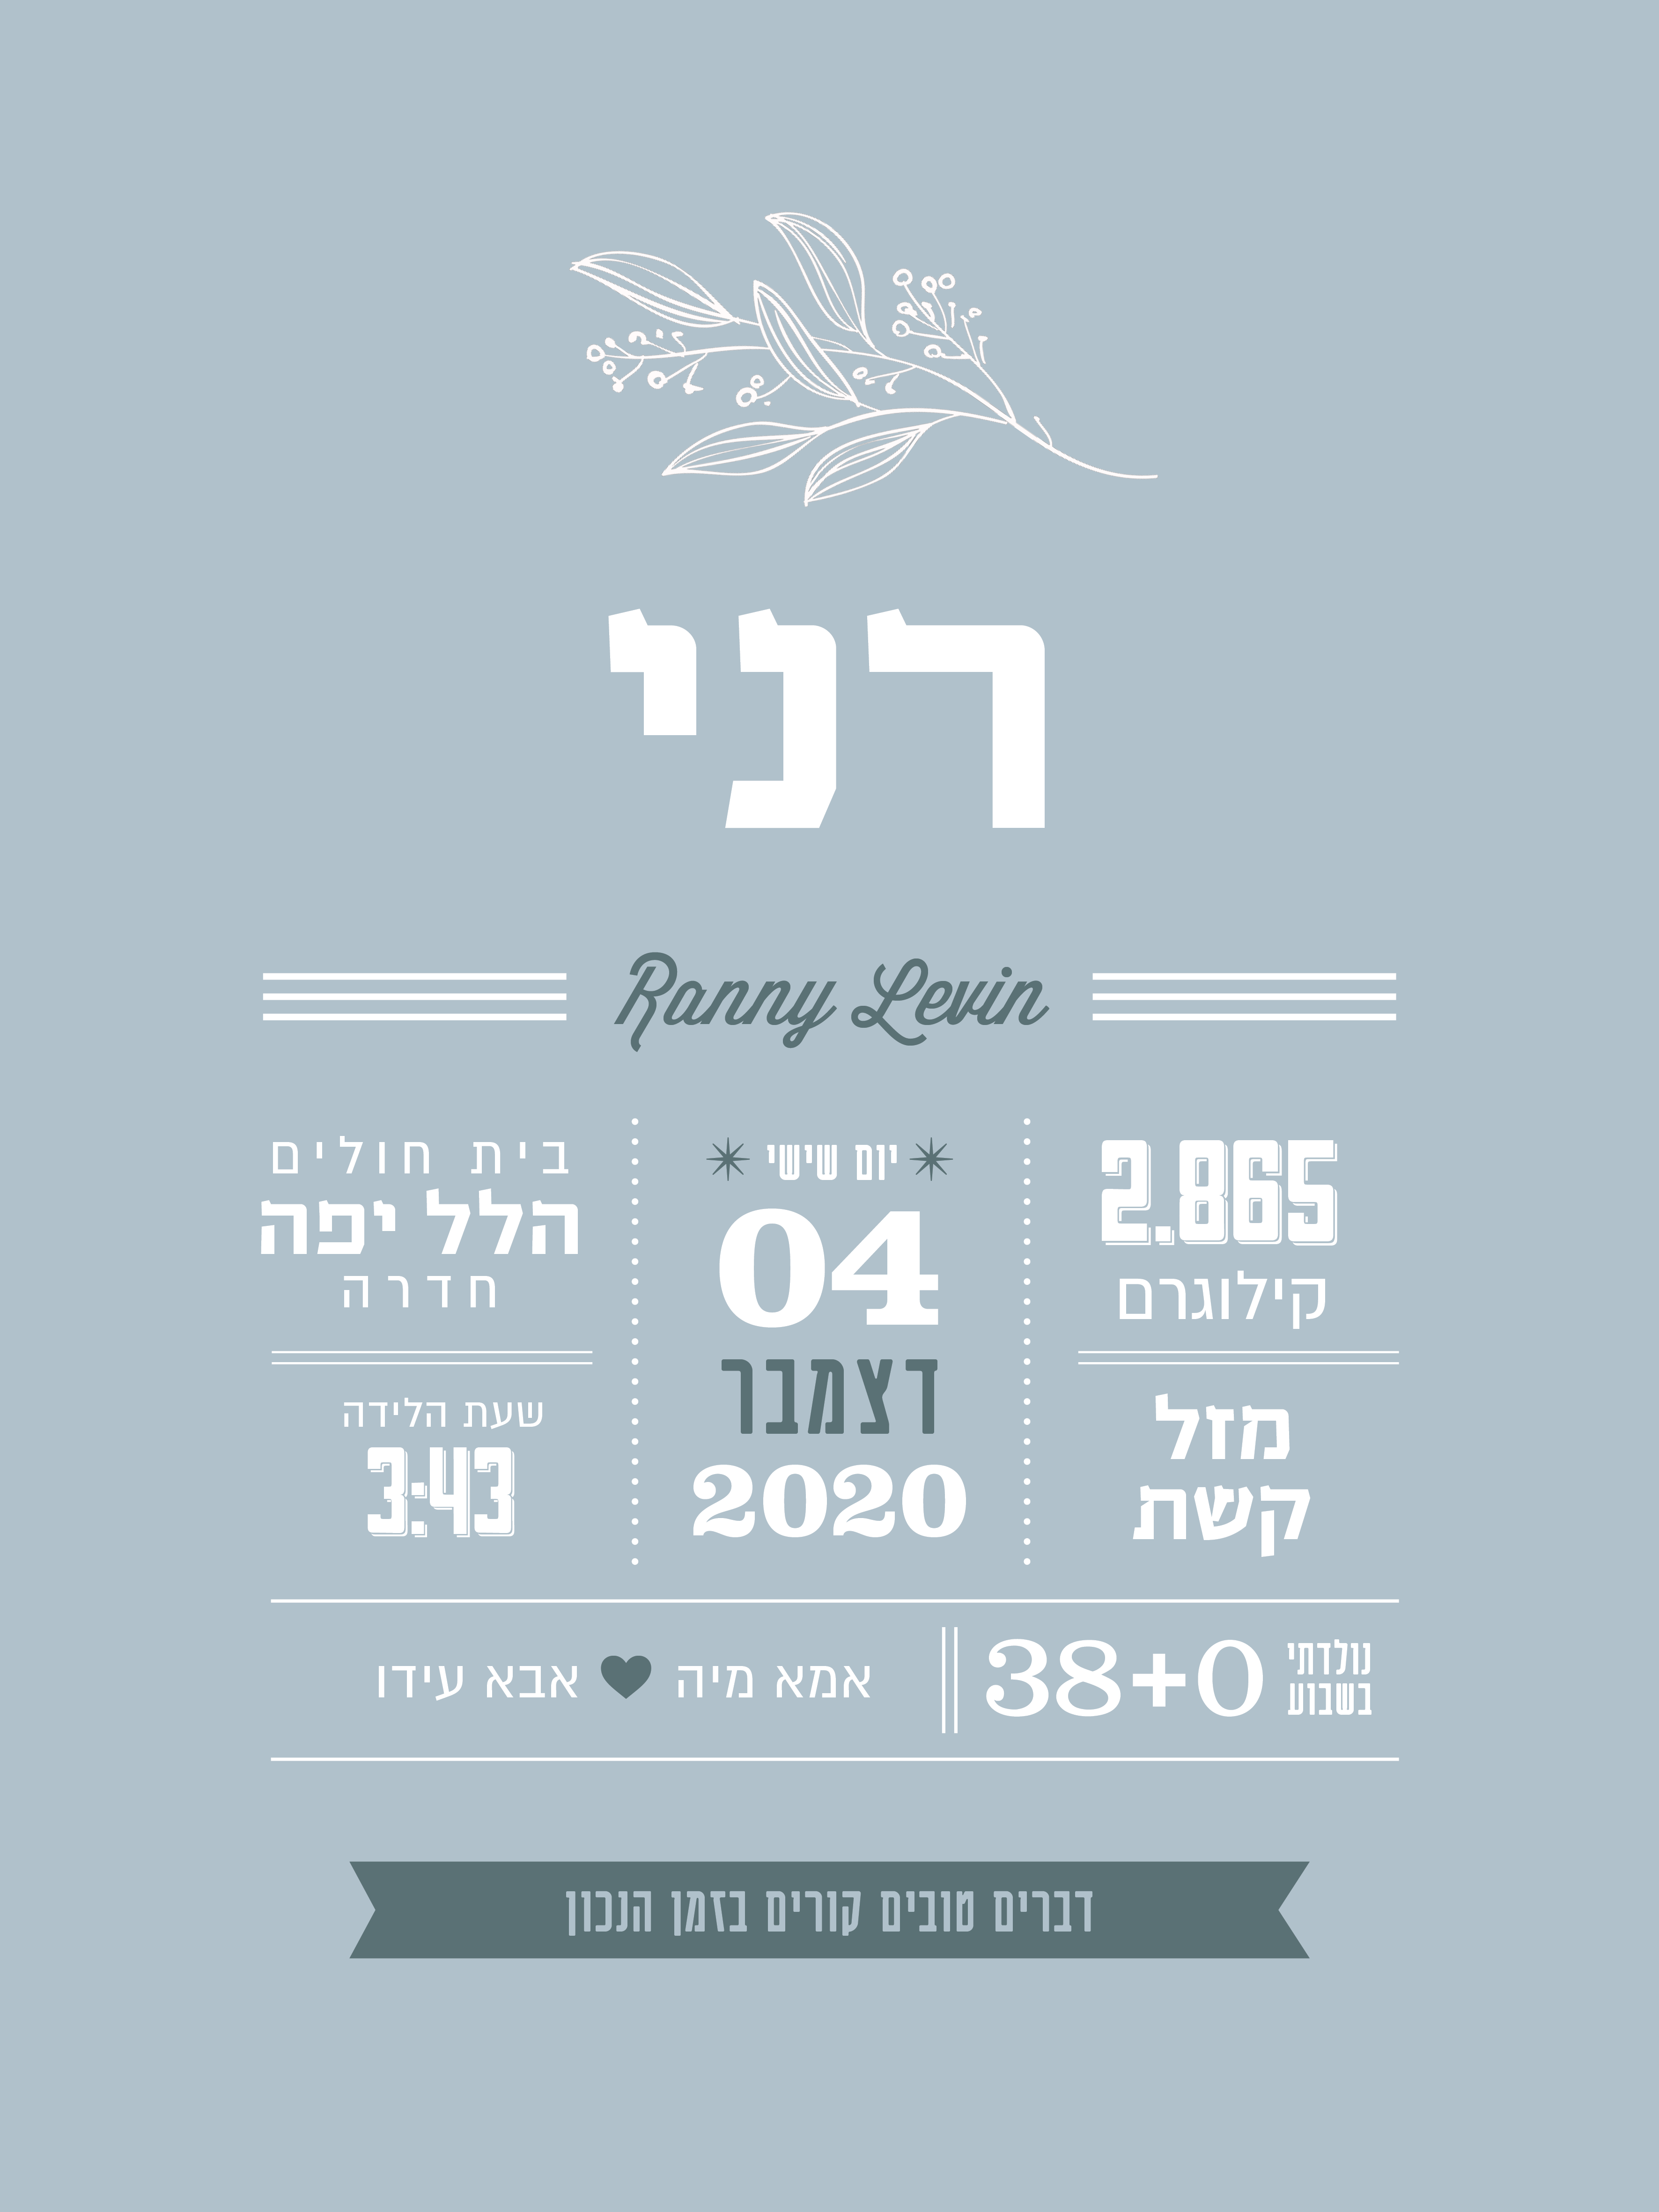 רני
Ranny Levin
2.865
קילוגרם
מזל
קשת
יום שישי
04
דצמבר
2020
בית חולים
הלל יפה
חדרה
שעת הלידה
3:43
נולדתי
בשבוע
38+0
אמא מיה
אבא עידו
דברים טובים קורים בזמן הנכון